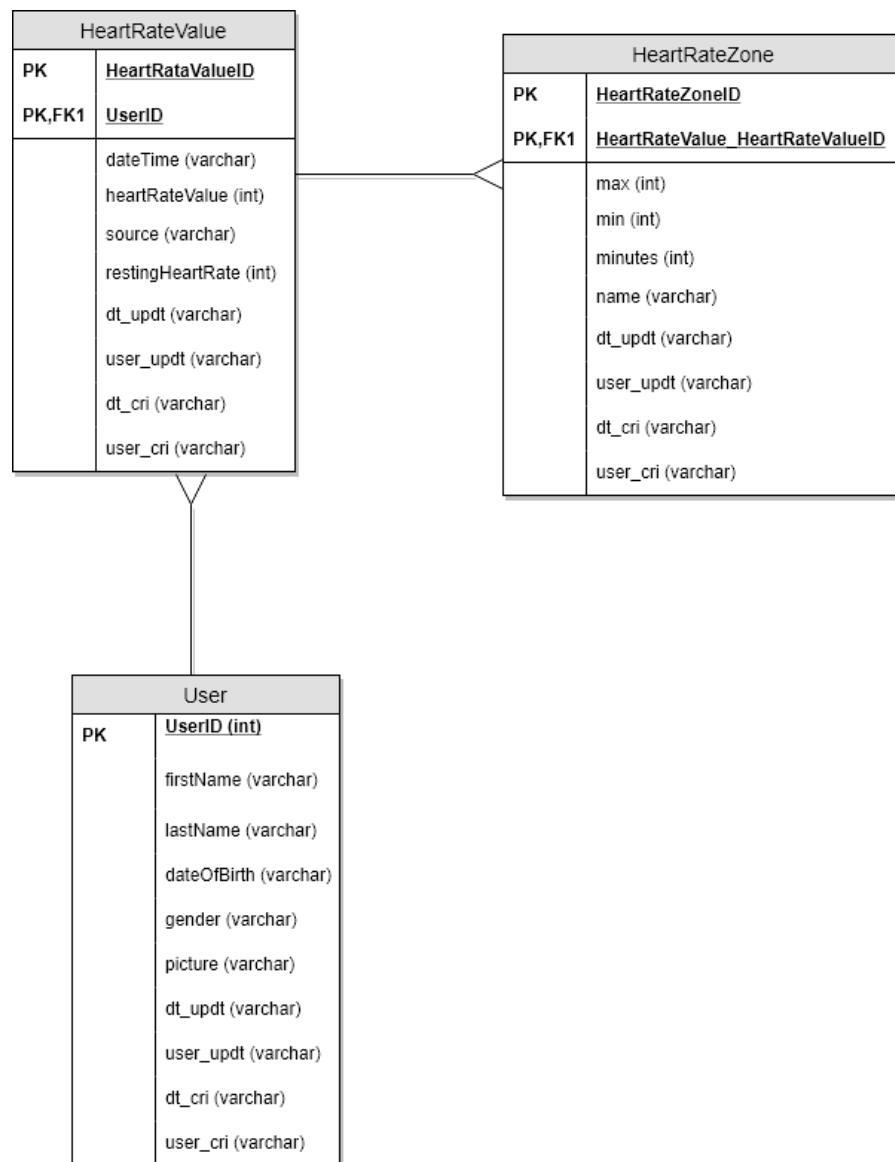 HeartRateValue
PK HeartRataValueID
PK,FK1 UserID
dateTime (varchar)
heartRateValue (int)
source (varchar)
restingHeartRate (int)
dt_updt (varchar)
user_updt (varchar)
dt_cri (varchar)
user_cri (varchar)
HeartRateZone
PK HeartRateZoneID
PK,FK1 HeartRateValue_HeartRateValueID
max (int)
min (int)
minutes (int)
name (varchar)
dt_updt (varchar)
user_updt (varchar)
dt_cri (varchar)
user_cri (varchar)
User
PK UserID (int)
firstName (varchar)
lastName (varchar)
dateOfBirth (varchar)
gender (varchar)
picture (varchar)
dt_updt (varchar)
user_updt (varchar)
dt_cri (varchar)
user_cri (varchar)